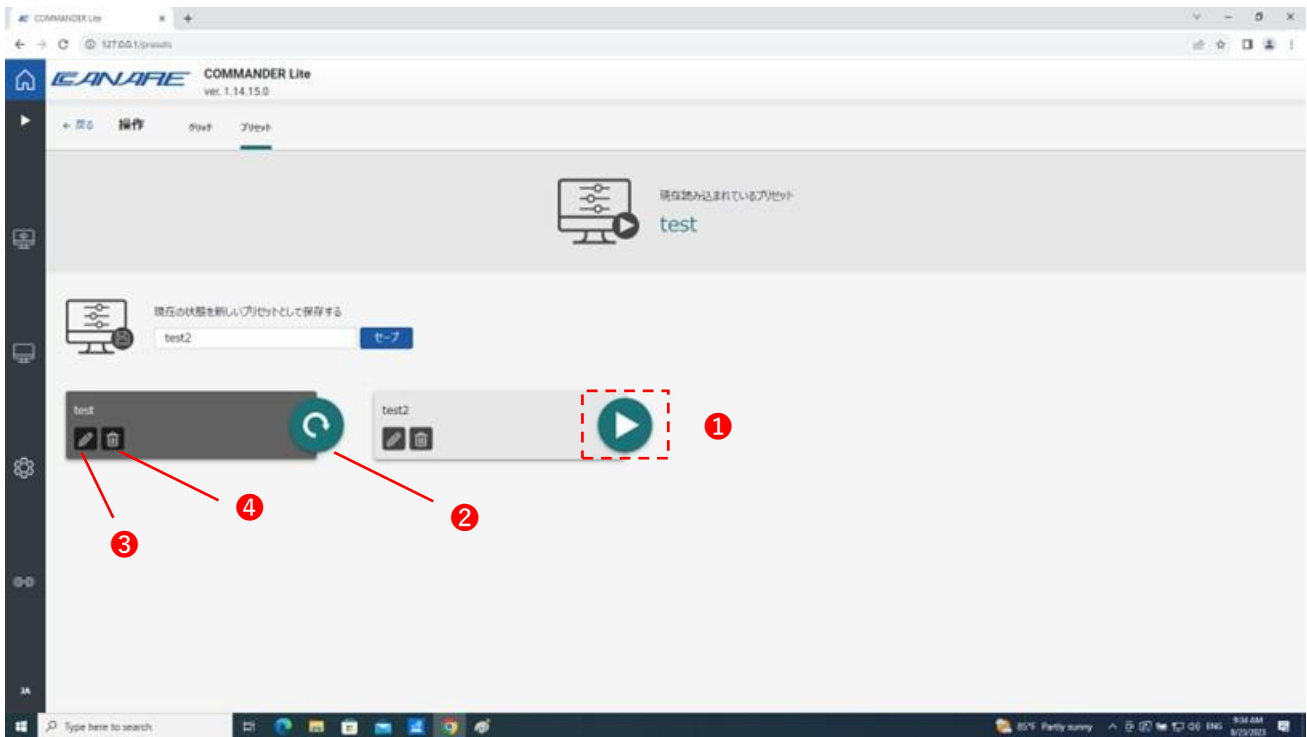 COMMANDER Lite
127.0.0.1/presets
CANARE
COMMANDER Lite
ver. 1.14.15.0
戻る 操作 グリッド プリセット
現在読み込まれているプリセット
test
現在の状態を新しいプリセットとして保存する
test2 セーブ
test test2
❶
❹ ❷
❸
JA
Type here to search
85°F Partly sunny ENG 9:34 AM
8/23/2023